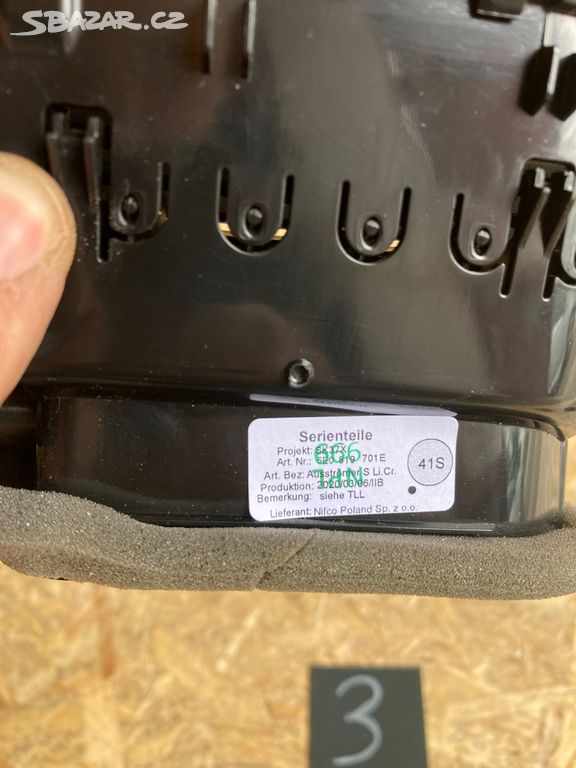 SBAZAR.CZ
Serienteile
Projekt: SK37X
Art. Nr.: 5E0 819 701E
Art. Bez: Ausströmer S Li.Cr.
Produktion: 2020/03/06/IIB
Bemerkung: siehe TLL
Lieferant: Nifco Poland Sp. z o.o.
41S
3